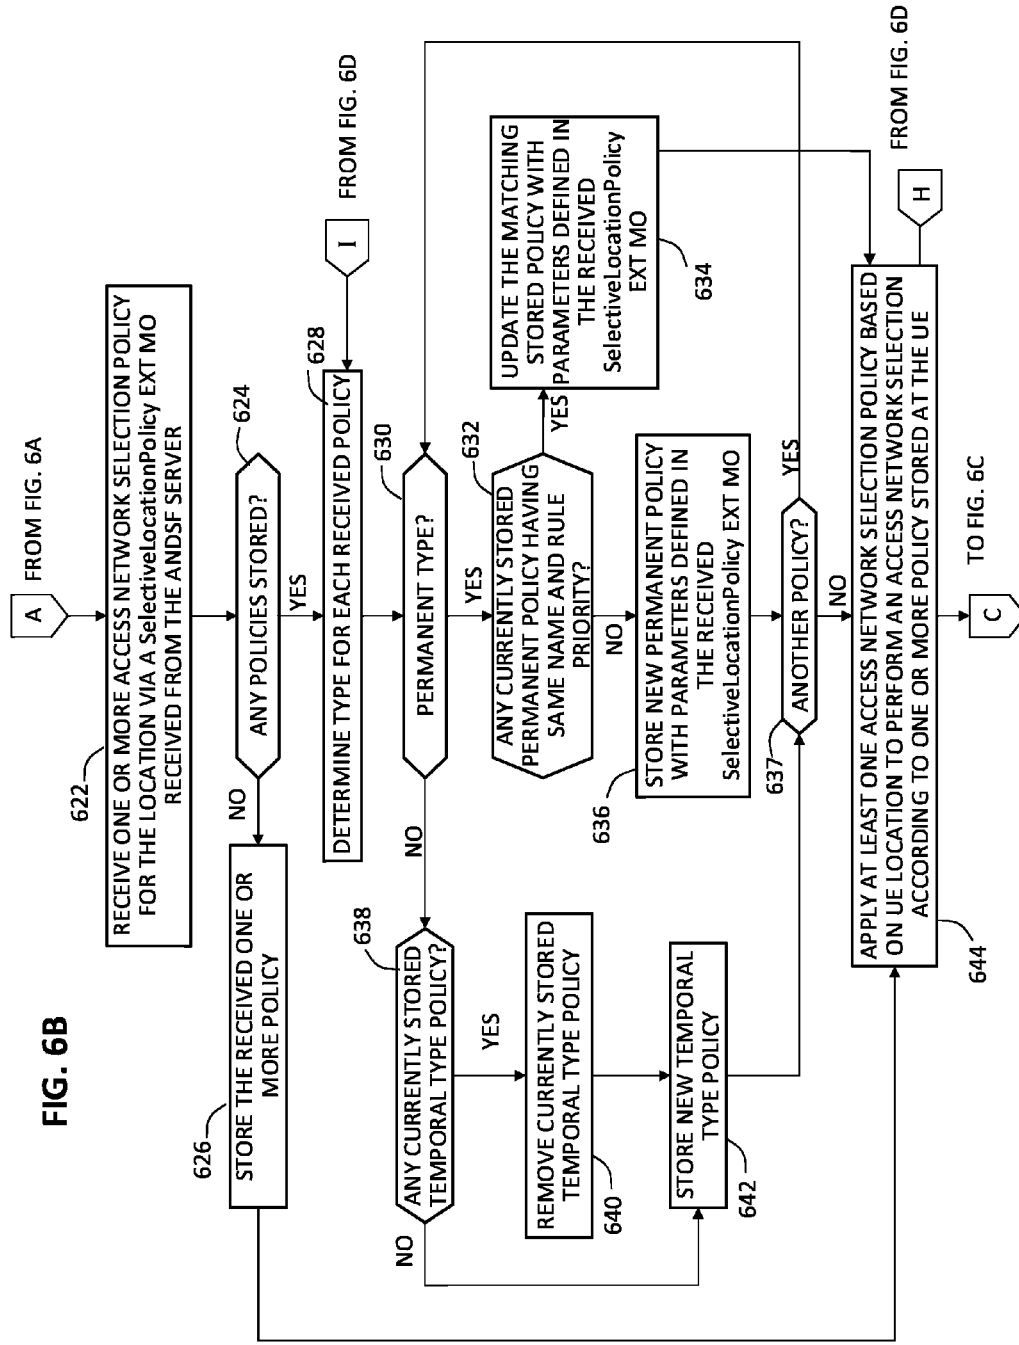 FIG. 6B
A
FROM FIG. 6A
622
RECEIVE ONE OR MORE ACCESS NETWORK SELECTION POLICY
FOR THE LOCATION VIA A SelectiveLocationPolicy EXT MO
RECEIVED FROM THE ANDSF SERVER
624
ANY POLICIES STORED?
NO
YES
626
STORE THE RECEIVED ONE OR
MORE POLICY
628
DETERMINE TYPE FOR EACH RECEIVED POLICY
I
FROM FIG. 6D
630
PERMANENT TYPE?
NO
YES
632
ANY CURRENTLY STORED
PERMANENT POLICY HAVING
SAME NAME AND RULE
PRIORITY?
YES
NO
UPDATE THE MATCHING
STORED POLICY WITH
PARAMETERS DEFINED IN
THE RECEIVED
SelectiveLocationPolicy
EXT MO
634
636
STORE NEW PERMANENT POLICY
WITH PARAMETERS DEFINED IN
THE RECEIVED
SelectiveLocationPolicy EXT MO
637
ANOTHER POLICY?
YES
NO
638
ANY CURRENTLY STORED
TEMPORAL TYPE POLICY?
NO
YES
REMOVE CURRENTLY STORED
TEMPORAL TYPE POLICY
640
STORE NEW TEMPORAL
TYPE POLICY
642
APPLY AT LEAST ONE ACCESS NETWORK SELECTION POLICY BASED
ON UE LOCATION TO PERFORM AN ACCESS NETWORK SELECTION
ACCORDING TO ONE OR MORE POLICY STORED AT THE UE
644
H
FROM FIG. 6D
C
TO FIG. 6C